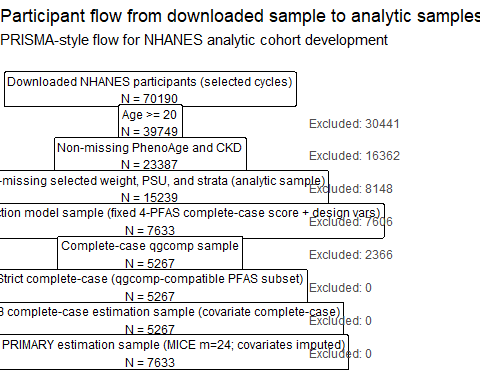 Participant flow from downloaded sample to analytic samples
PRISMA-style flow for NHANES analytic cohort development
Downloaded NHANES participants (selected cycles)
N = 70190
Age >= 20
N = 39749
Excluded: 30441
Non-missing PhenoAge and CKD
N = 23387
Excluded: 16362
-missing selected weight, PSU, and strata (analytic sample)
N = 15239
Excluded: 8148
tion model sample (fixed 4-PFAS complete-case score + design vars)
N = 7633
Excluded: 7606
Complete-case qgcomp sample
N = 5267
Excluded: 2366
Strict complete-case (qgcomp-compatible PFAS subset)
N = 5267
Excluded: 0
3 complete-case estimation sample (covariate complete-case)
N = 5267
Excluded: 0
PRIMARY estimation sample (MICE m=24; covariates imputed)
N = 7633
Excluded: 0